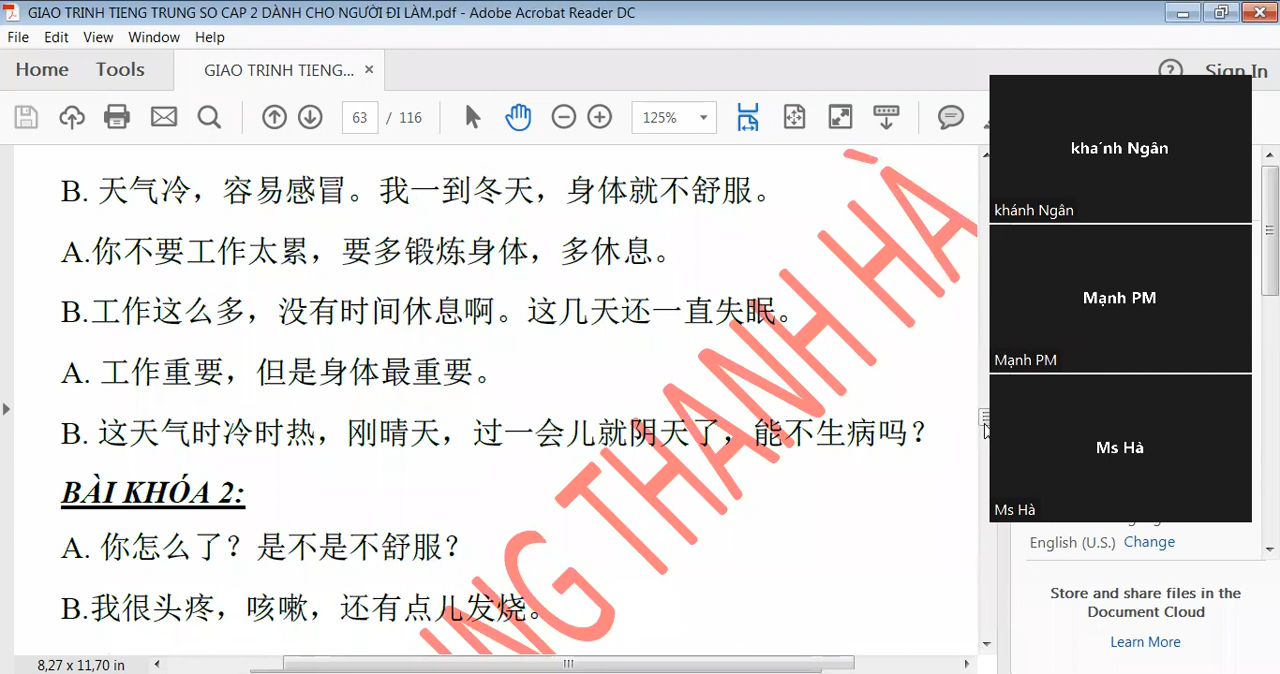 GIAO TRINH TIENG TRUNG SO CAP 2 DÀNH CHO NGƯỜI ĐI LÀM.pdf - Adobe Acrobat Reader DC
File Edit View Window Help
Home Tools GIAO TRINH TIENG... × ? Sign In
63 / 116 125%
B. 天气冷，容易感冒。我一到冬天，身体就不舒服。
A.你不要工作太累，要多锻炼身体，多休息。
B.工作这么多，没有时间休息啊。这几天还一直失眠。
A. 工作重要，但是身体最重要。
B. 这天气时冷时热，刚晴天，过一会儿就阴天了，能不生病吗？
BÀI KHÓA 2:
A. 你怎么了？是不是不舒服？
B.我很头疼，咳嗽，还有点儿发烧。
THANH HÀ
kha´nh Ngân
khánh Ngân
Mạnh PM
Mạnh PM
Ms Hà
Ms Hà
English (U.S.) Change
Store and share files in the
Document Cloud
Learn More
8,27 x 11,70 in